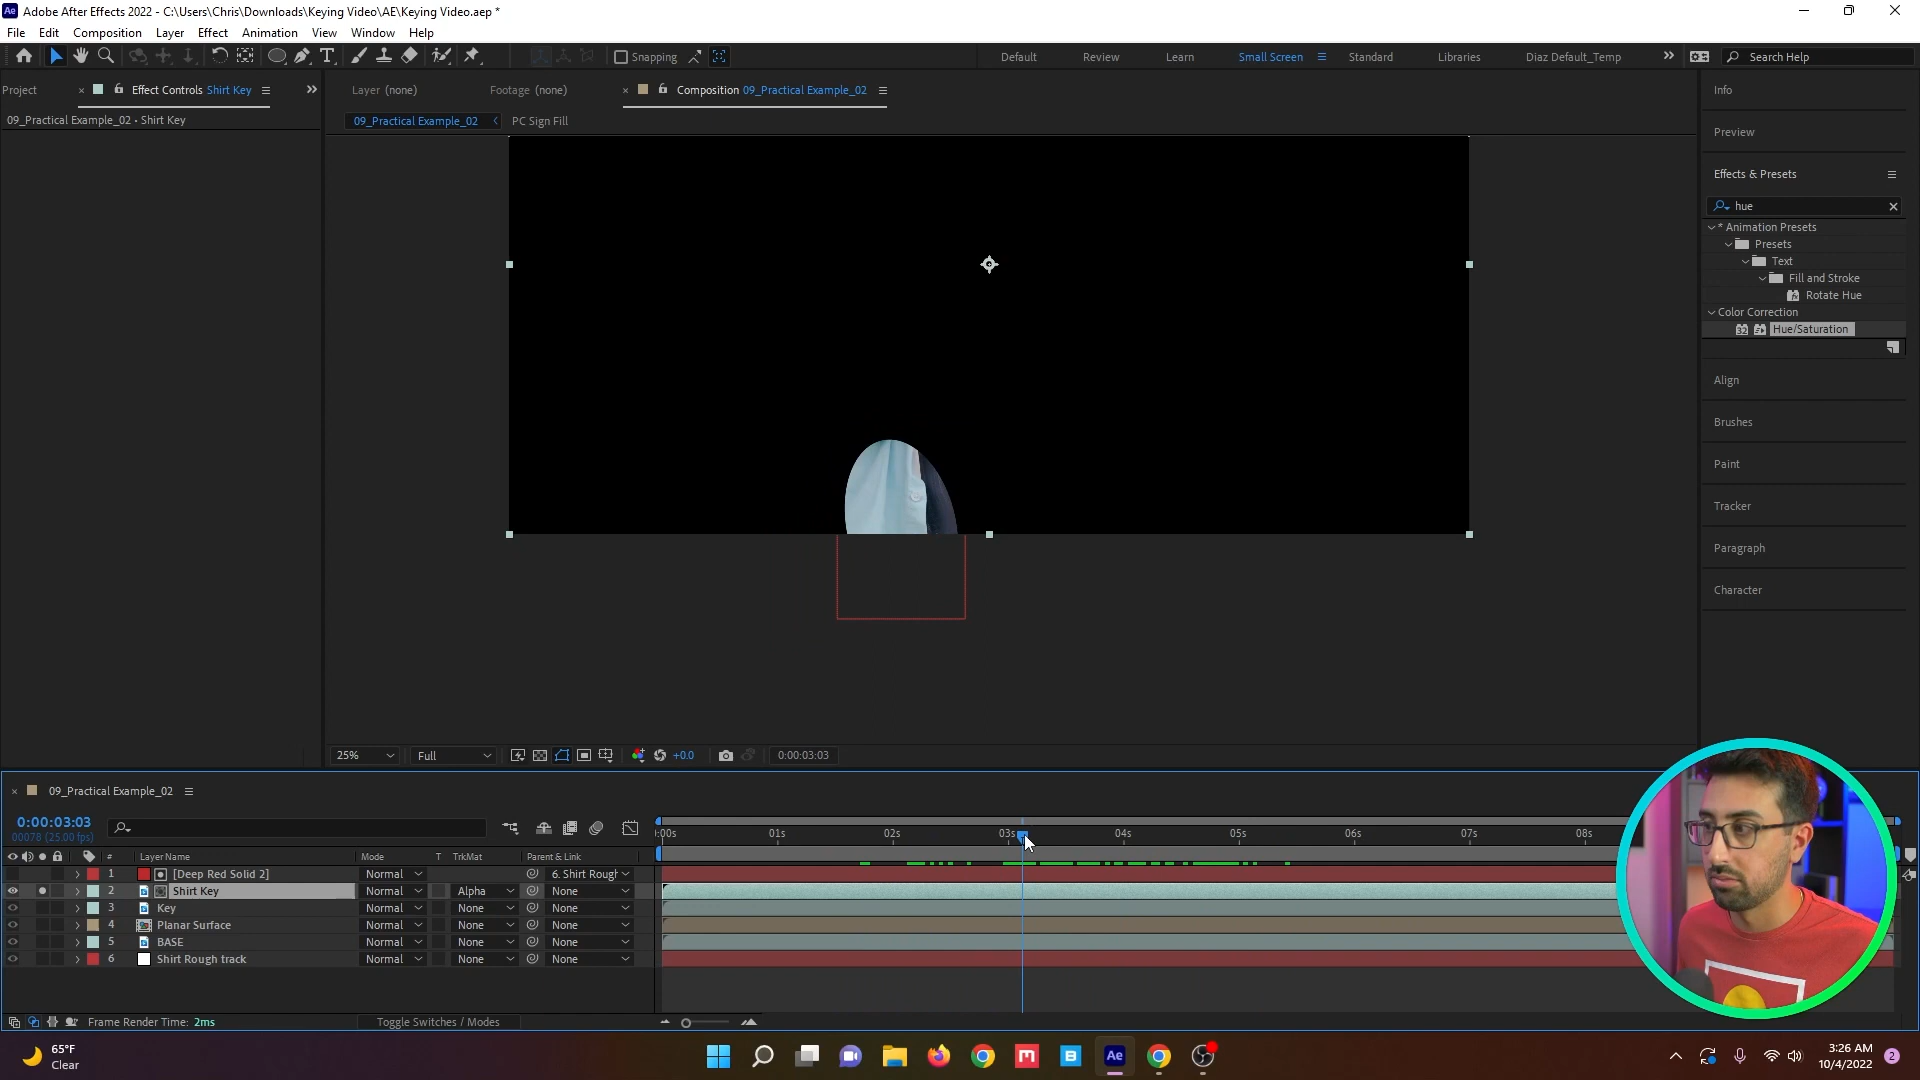 Adobe After Effects 2022 - C:\Users\Chris\Downloads\Keying Video\AE\Keying Video.aep *
File Edit Composition Layer Effect Animation View Window Help
Snapping Default Review Learn Small Screen Standard Libraries Diaz Default_Temp Search Help
Project Effect Controls Shirt Key Layer (none) Footage (none) Composition 09_Practical Example_02
09_Practical Example_02 • Shirt Key
09_Practical Example_02 PC Sign Fill
Info
Preview
Effects & Presets
hue
* Animation Presets
Presets
Text
Fill and Stroke
Rotate Hue
Color Correction
32 Hue/Saturation
Align
Brushes
Paint
Tracker
Paragraph
Character
25% Full +0.0 0:00:03:03
09_Practical Example_02
0:00:03:03
00078 (25.00 fps)
:00s 01s 02s 03s 04s 05s 06s 07s 08s
# Layer Name Mode T TrkMat Parent & Link
1 [Deep Red Solid 2] Normal 6. Shirt Rough
2 Shirt Key Normal Alpha None
3 Key Normal None None
4 Planar Surface Normal None None
5 BASE Normal None None
6 Shirt Rough track Normal None None
Frame Render Time: 2ms Toggle Switches / Modes
65°F
Clear
Ae
3:26 AM
10/4/2022
2